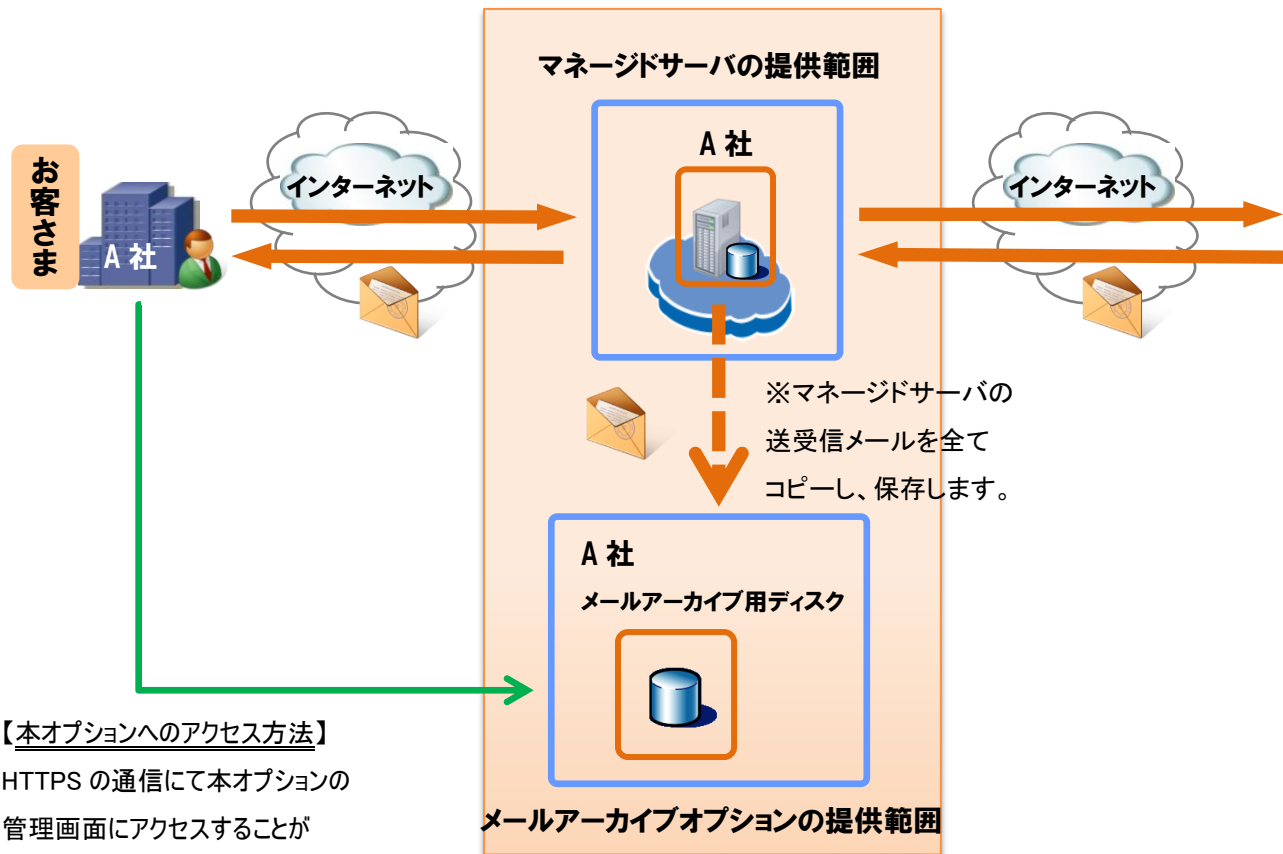 マネージドサーバの提供範囲
お客さま
A 社
インターネット
A 社
インターネット
※マネージドサーバの
送受信メールを全て
コピーし、保存します。
A 社
メールアーカイブ用ディスク
【本オプションへのアクセス方法】
HTTPS の通信にて本オプションの
管理画面にアクセスすることが
メールアーカイブオプションの提供範囲